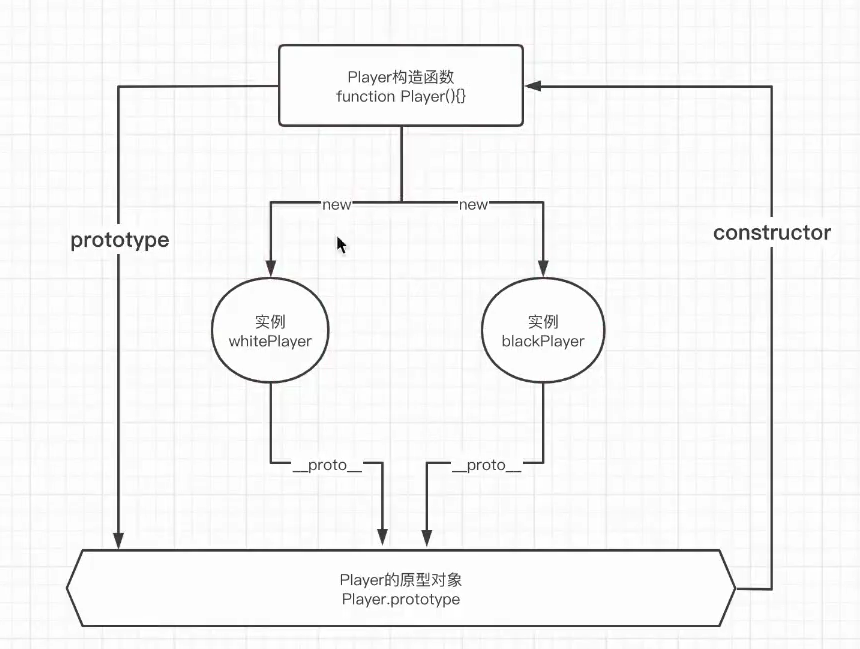 Player构造函数
function Player(){}
new
new
prototype
constructor
实例
whitePlayer
实例
blackPlayer
__proto__
__proto__
Player的原型对象
Player.prototype